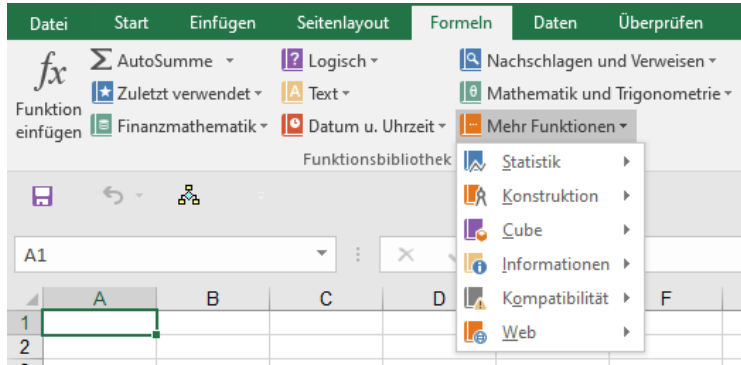 Datei Start Einfügen Seitenlayout Formeln Daten Überprüfen
fx Funktion einfügen
AutoSumme
Zuletzt verwendet
Finanzmathematik
Logisch
Text
Datum u. Uhrzeit
Nachschlagen und Verweisen
Mathematik und Trigonometrie
Mehr Funktionen
Funktionsbibliothek
Statistik
Konstruktion
Cube
Informationen
Kompatibilität
Web
A1
A B C D F
1
2